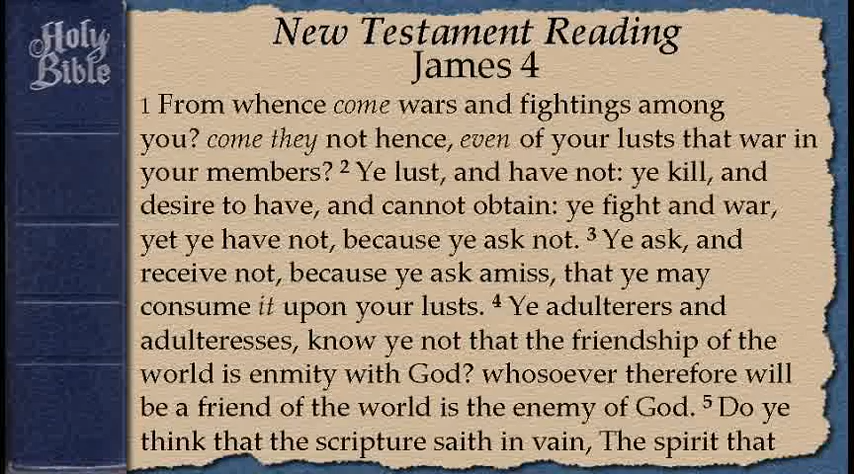 Holy
Bible
New Testament Reading
James 4
1 From whence come wars and fightings among
you? come they not hence, even of your lusts that war in
your members? 2 Ye lust, and have not: ye kill, and
desire to have, and cannot obtain: ye fight and war,
yet ye have not, because ye ask not. 3 Ye ask, and
receive not, because ye ask amiss, that ye may
consume it upon your lusts. 4 Ye adulterers and
adulteresses, know ye not that the friendship of the
world is enmity with God? whosoever therefore will
be a friend of the world is the enemy of God. 5 Do ye
think that the scripture saith in vain, The spirit that